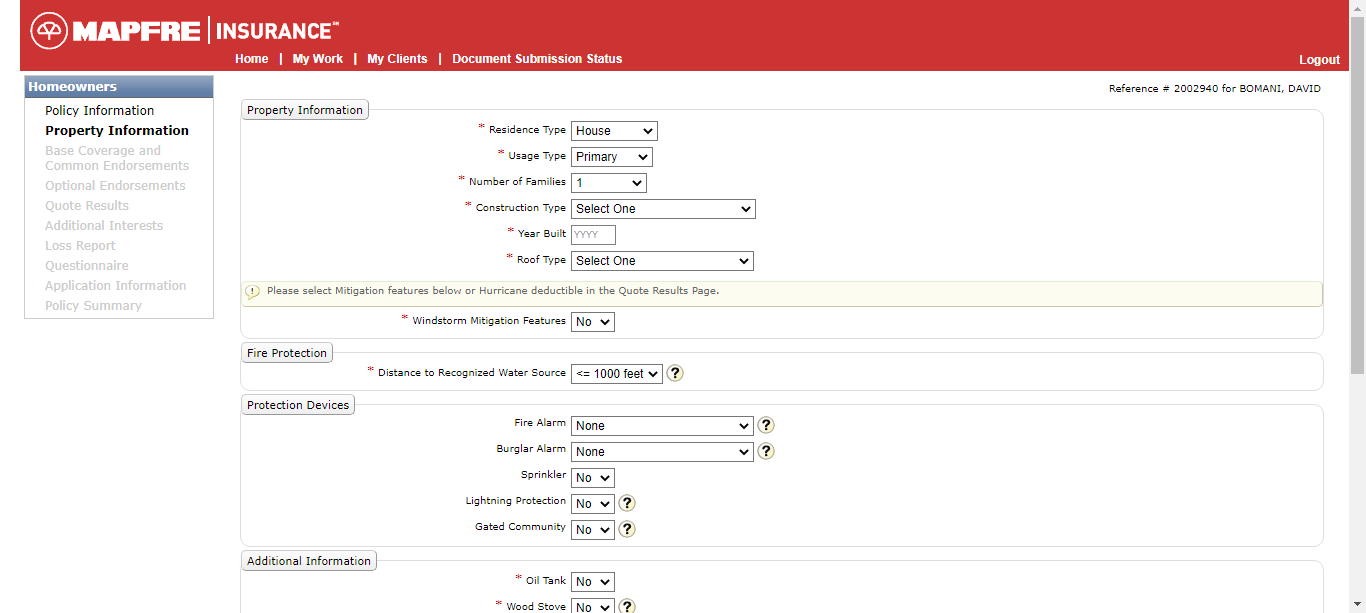 MAPFRE | INSURANCE℠
Home | My Work | My Clients | Document Submission Status
Logout
Homeowners
Policy Information
Property Information
Base Coverage and
Common Endorsements
Optional Endorsements
Quote Results
Additional Interests
Loss Report
Questionnaire
Application Information
Policy Summary
Reference # 2002940 for BOMANI, DAVID
Property Information
* Residence Type House
* Usage Type Primary
* Number of Families 1
* Construction Type Select One
* Year Built YYYY
* Roof Type Select One
! Please select Mitigation features below or Hurricane deductible in the Quote Results Page.
* Windstorm Mitigation Features No
Fire Protection
* Distance to Recognized Water Source <= 1000 feet ?
Protection Devices
Fire Alarm None ?
Burglar Alarm None ?
Sprinkler No
Lightning Protection No ?
Gated Community No ?
Additional Information
* Oil Tank No
* Wood Stove No ?